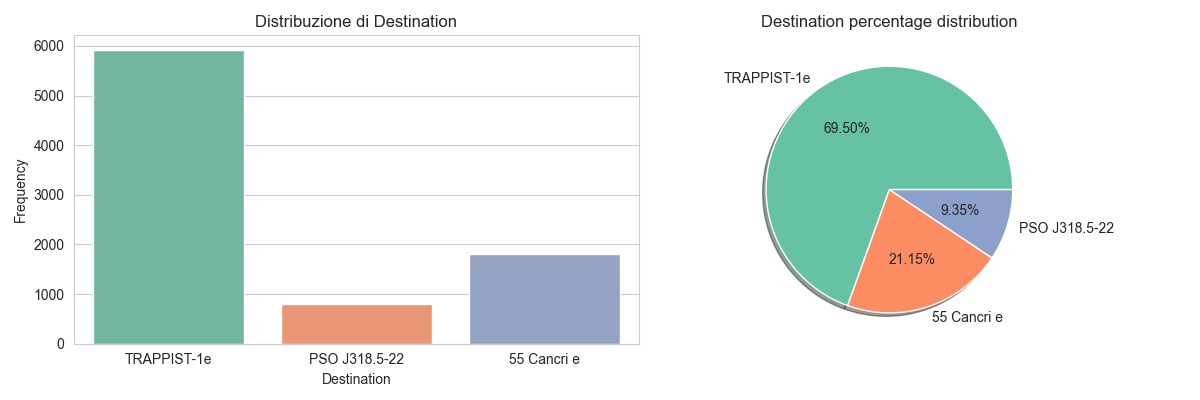 Distribuzione di Destination
6000
5000
4000
3000
2000
1000
0
Frequency
TRAPPIST-1e
PSO J318.5-22
55 Cancri e
Destination
Destination percentage distribution
TRAPPIST-1e
69.50%
9.35%
PSO J318.5-22
21.15%
55 Cancri e